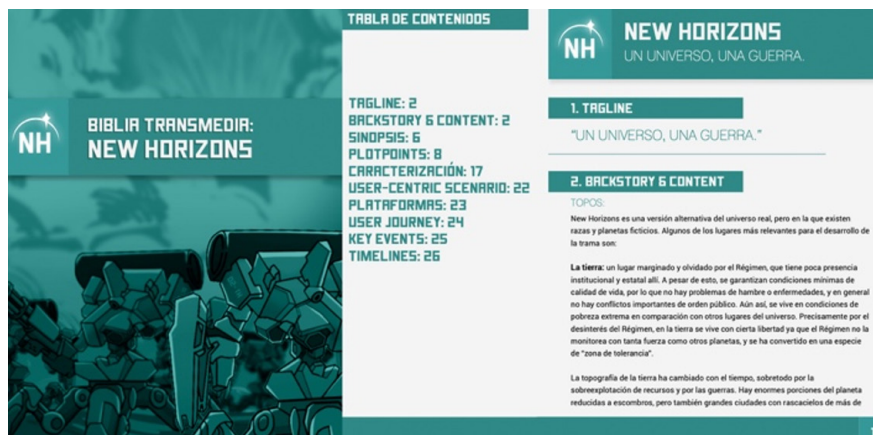 NH
BIBLIA TRANSMEDIA:
NEW HORIZONS
TABLA DE CONTENIDOS
TAGLINE: 2
BACKSTORY & CONTENT: 2
SINOPSIS: 6
PLOTPOINTS: 8
CARACTERIZACIÓN: 17
USER-CENTRIC SCENARIO: 22
PLATAFORMAS: 23
USER JOURNEY: 24
KEY EVENTS: 25
TIMELINES: 26
NH
NEW HORIZONS
UN UNIVERSO, UNA GUERRA.
1. TAGLINE
"UN UNIVERSO, UNA GUERRA."
2. BACKSTORY & CONTENT
TOPOS:
New Horizons es una versión alternativa del universo real, pero en la que existen
razas y planetas ficticios. Algunos de los lugares más relevantes para el desarrollo de
la trama son:
La tierra: un lugar marginado y olvidado por el Régimen, que tiene poca presencia
institucional y estatal allí. A pesar de esto, se garantizan condiciones mínimas de
calidad de vida, por lo que no hay problemas de hambre o enfermedades, y en general
no hay conflictos importantes de orden público. Aún así, se vive en condiciones de
pobreza extrema en comparación con otros lugares del universo. Precisamente por el
desinterés del Régimen, en la tierra se vive con cierta libertad ya que el Régimen no la
monitorea con tanta fuerza como otros planetas, y se ha convertido en una especie
de "zona de tolerancia".
La topografía de la tierra ha cambiado con el tiempo, sobretodo por la
sobreexplotación de recursos y por las guerras. Hay enormes porciones del planeta
reducidas a escombros, pero también grandes ciudades con rascacielos de más de